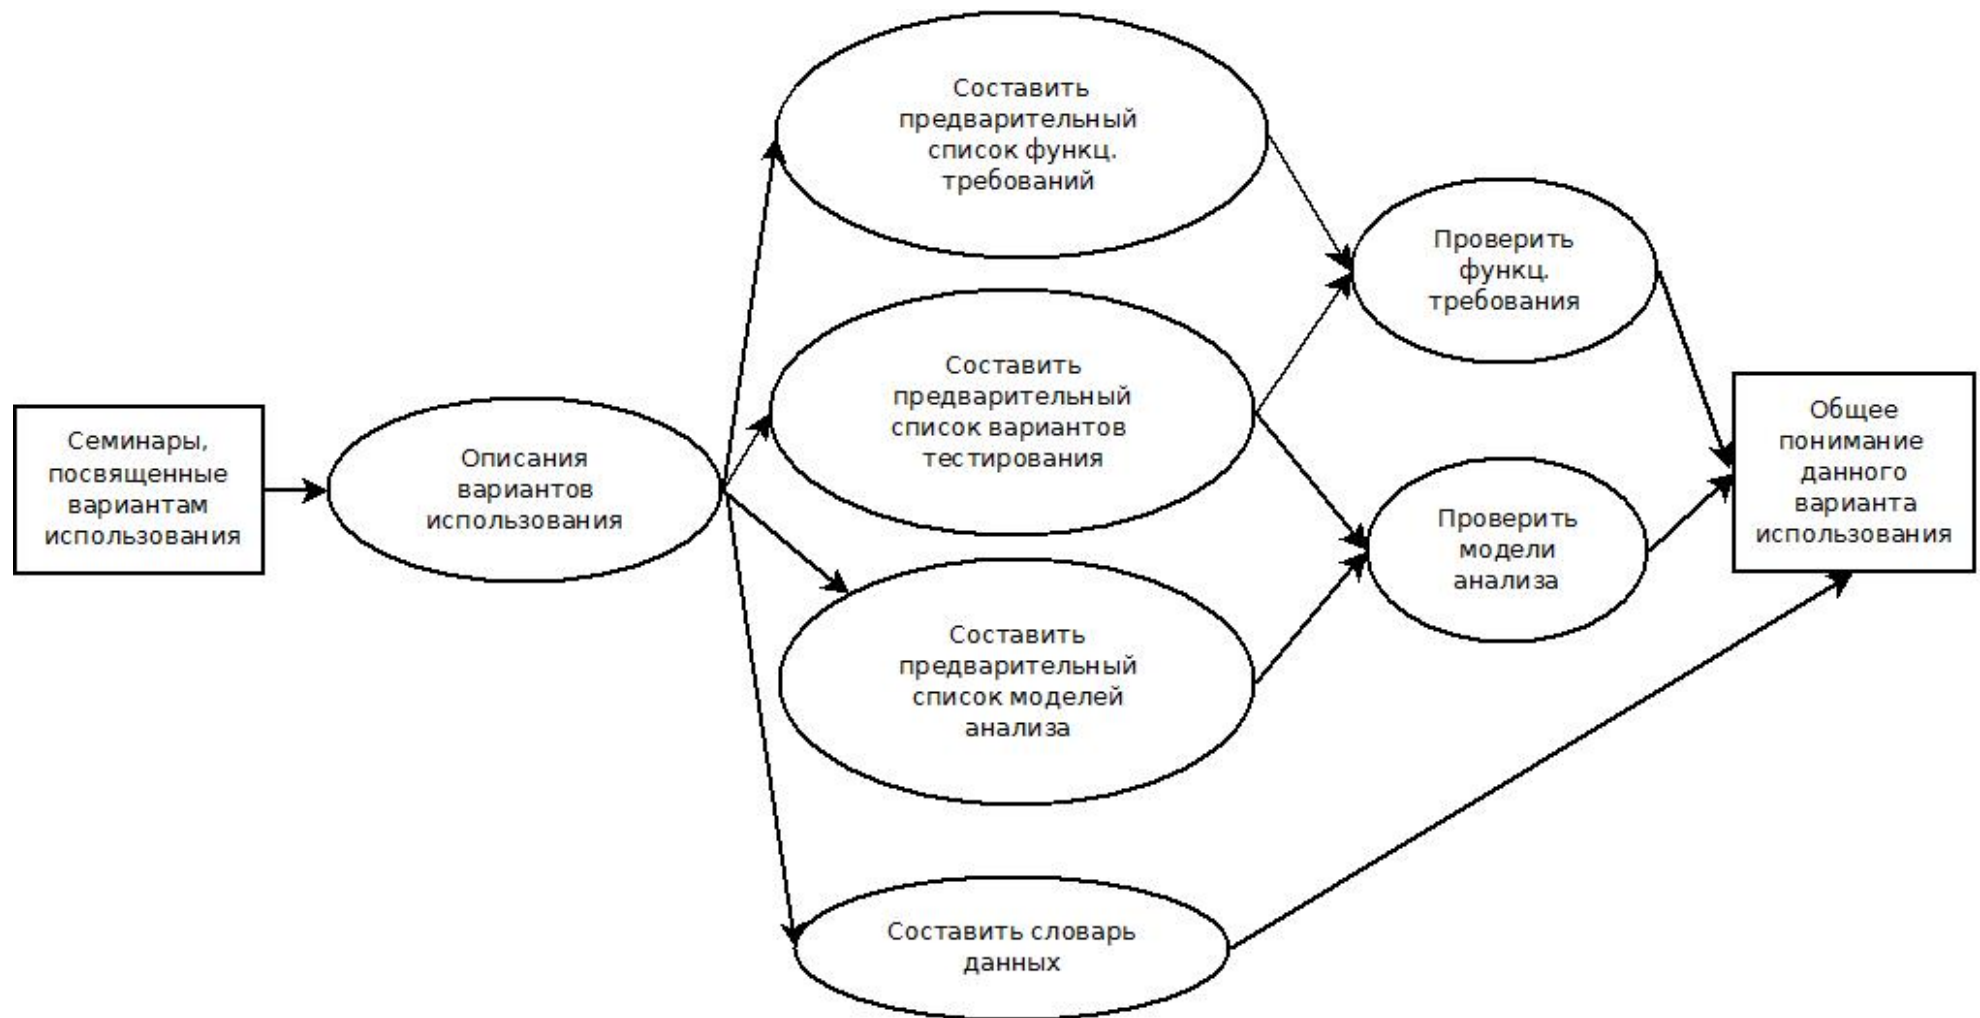 Семинары,
посвященные
вариантам
использования
Описания
вариантов
использования
Составить
предварительный
список функц.
требований
Составить
предварительный
список вариантов
тестирования
Составить
предварительный
список моделей
анализа
Составить словарь
данных
Проверить
функц.
требования
Проверить
модели
анализа
Общее
понимание
данного
варианта
использования